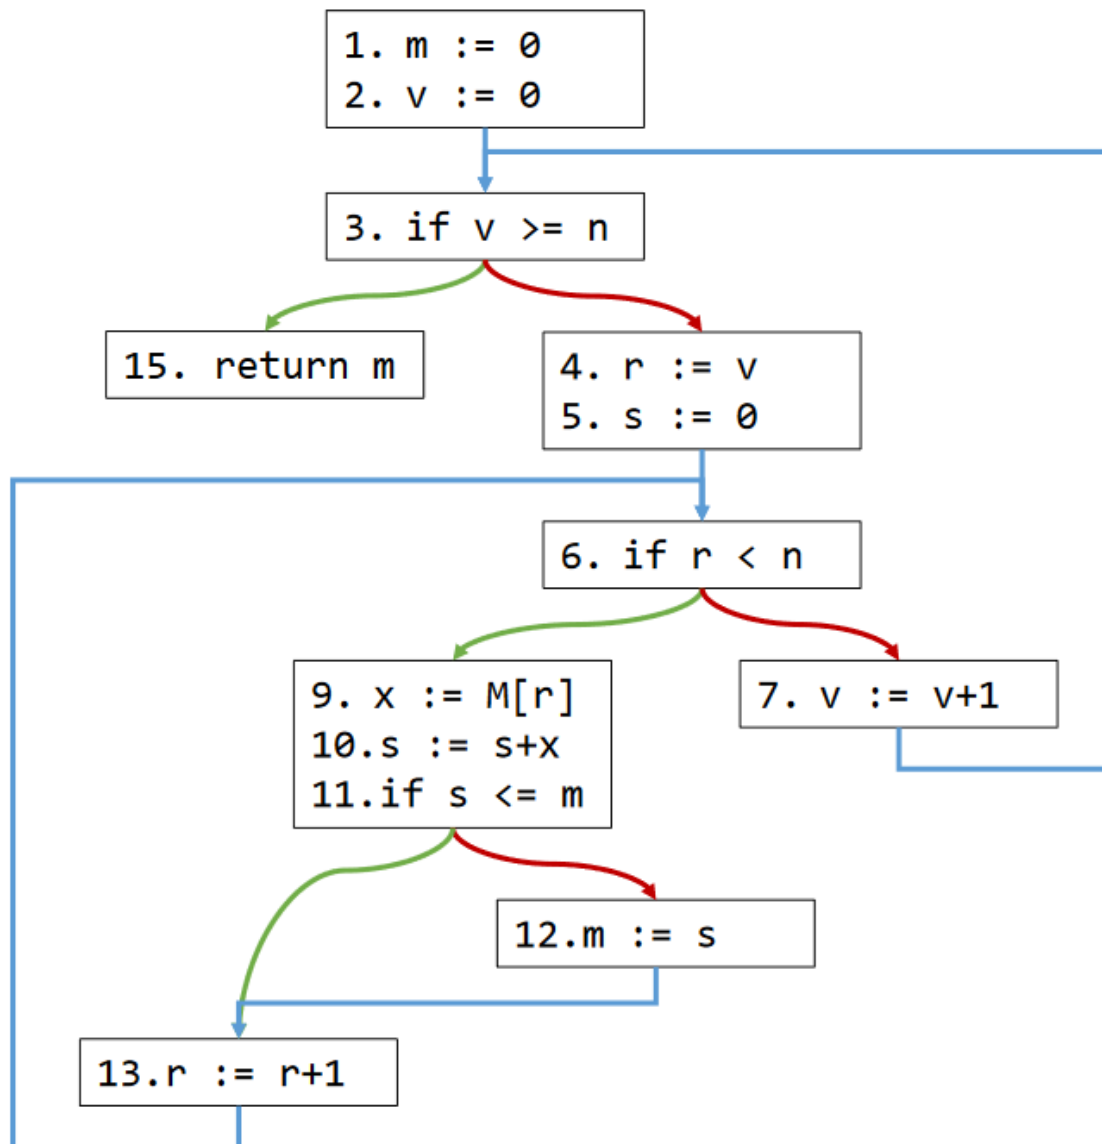 1. m := 0
2. v := 0
3. if v >= n
15. return m
4. r := v
5. s := 0
6. if r < n
9. x := M[r]
10.s := s+x
11.if s <= m
7. v := v+1
12.m := s
13.r := r+1